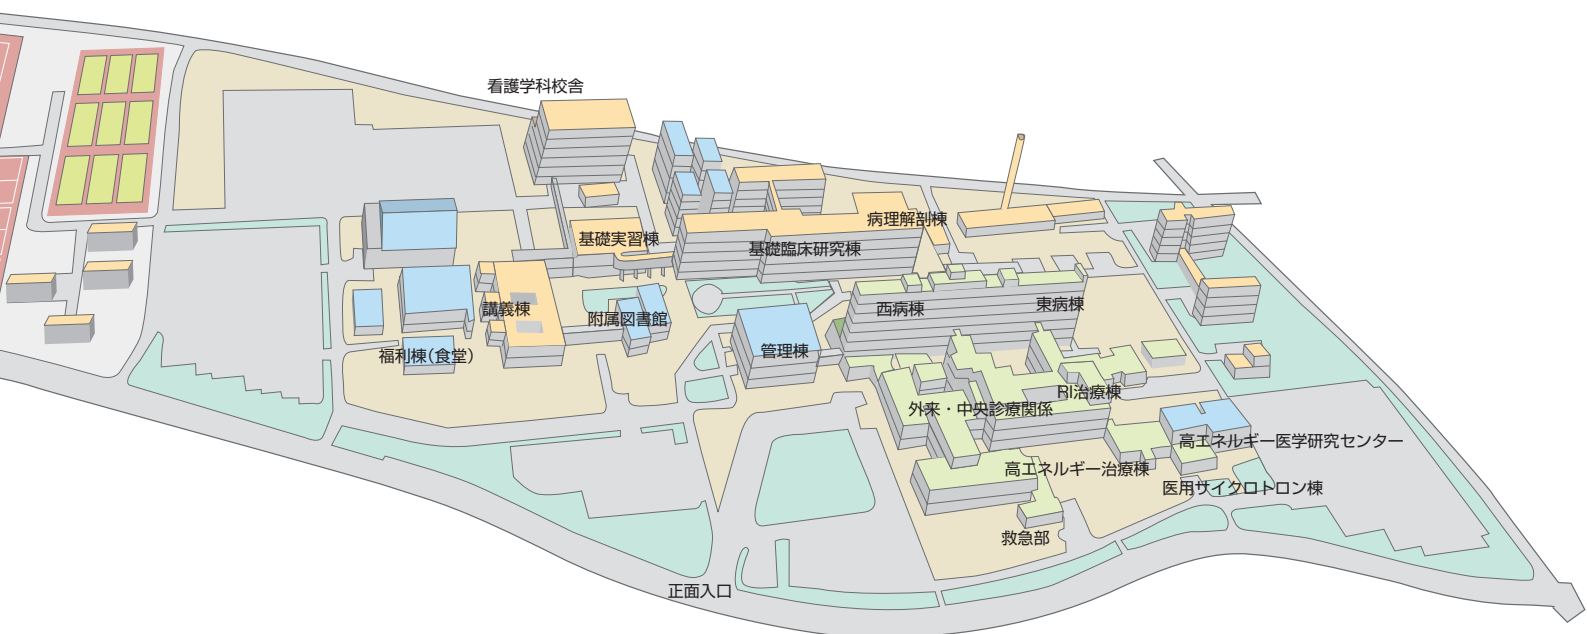 看護学科校舎
病理解剖棟
基礎実習棟
基礎臨床研究棟
西病棟
東病棟
講義棟
附属図書館
管理棟
福利棟(食堂)
RI治療棟
外来・中央診療関係
高エネルギー医学研究センター
高エネルギー治療棟
医用サイクロトロン棟
救急部
正面入口